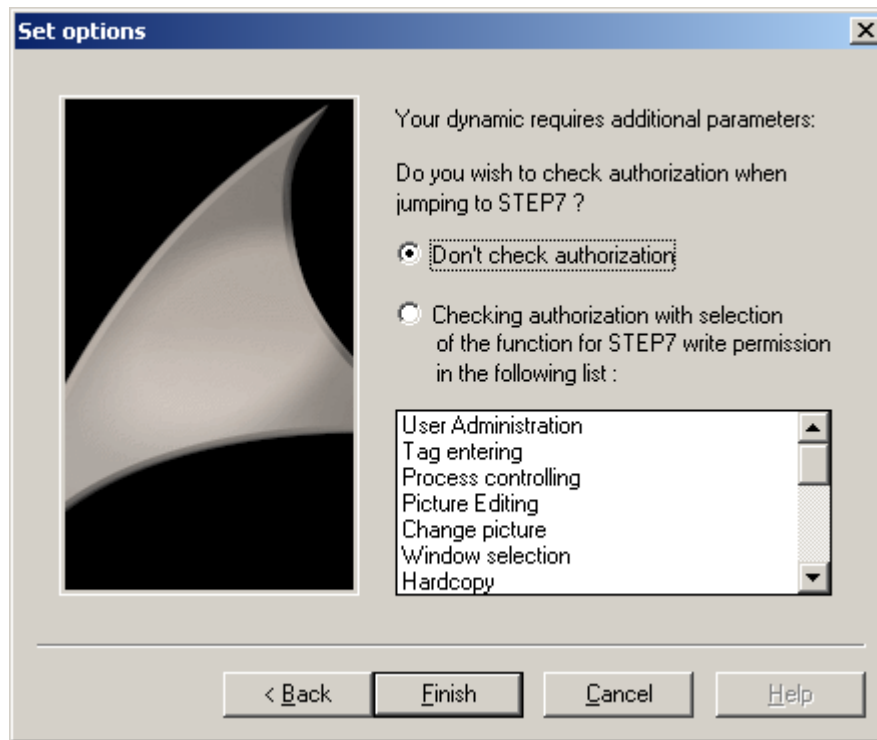 Set options
Your dynamic requires additional parameters:
Do you wish to check authorization when
jumping to STEP7 ?
Don't check authorization
Checking authorization with selection
of the function for STEP7 write permission
in the following list :
User Administration
Tag entering
Process controlling
Picture Editing
Change picture
Window selection
Hardcopy
< Back
Finish
Cancel
Help